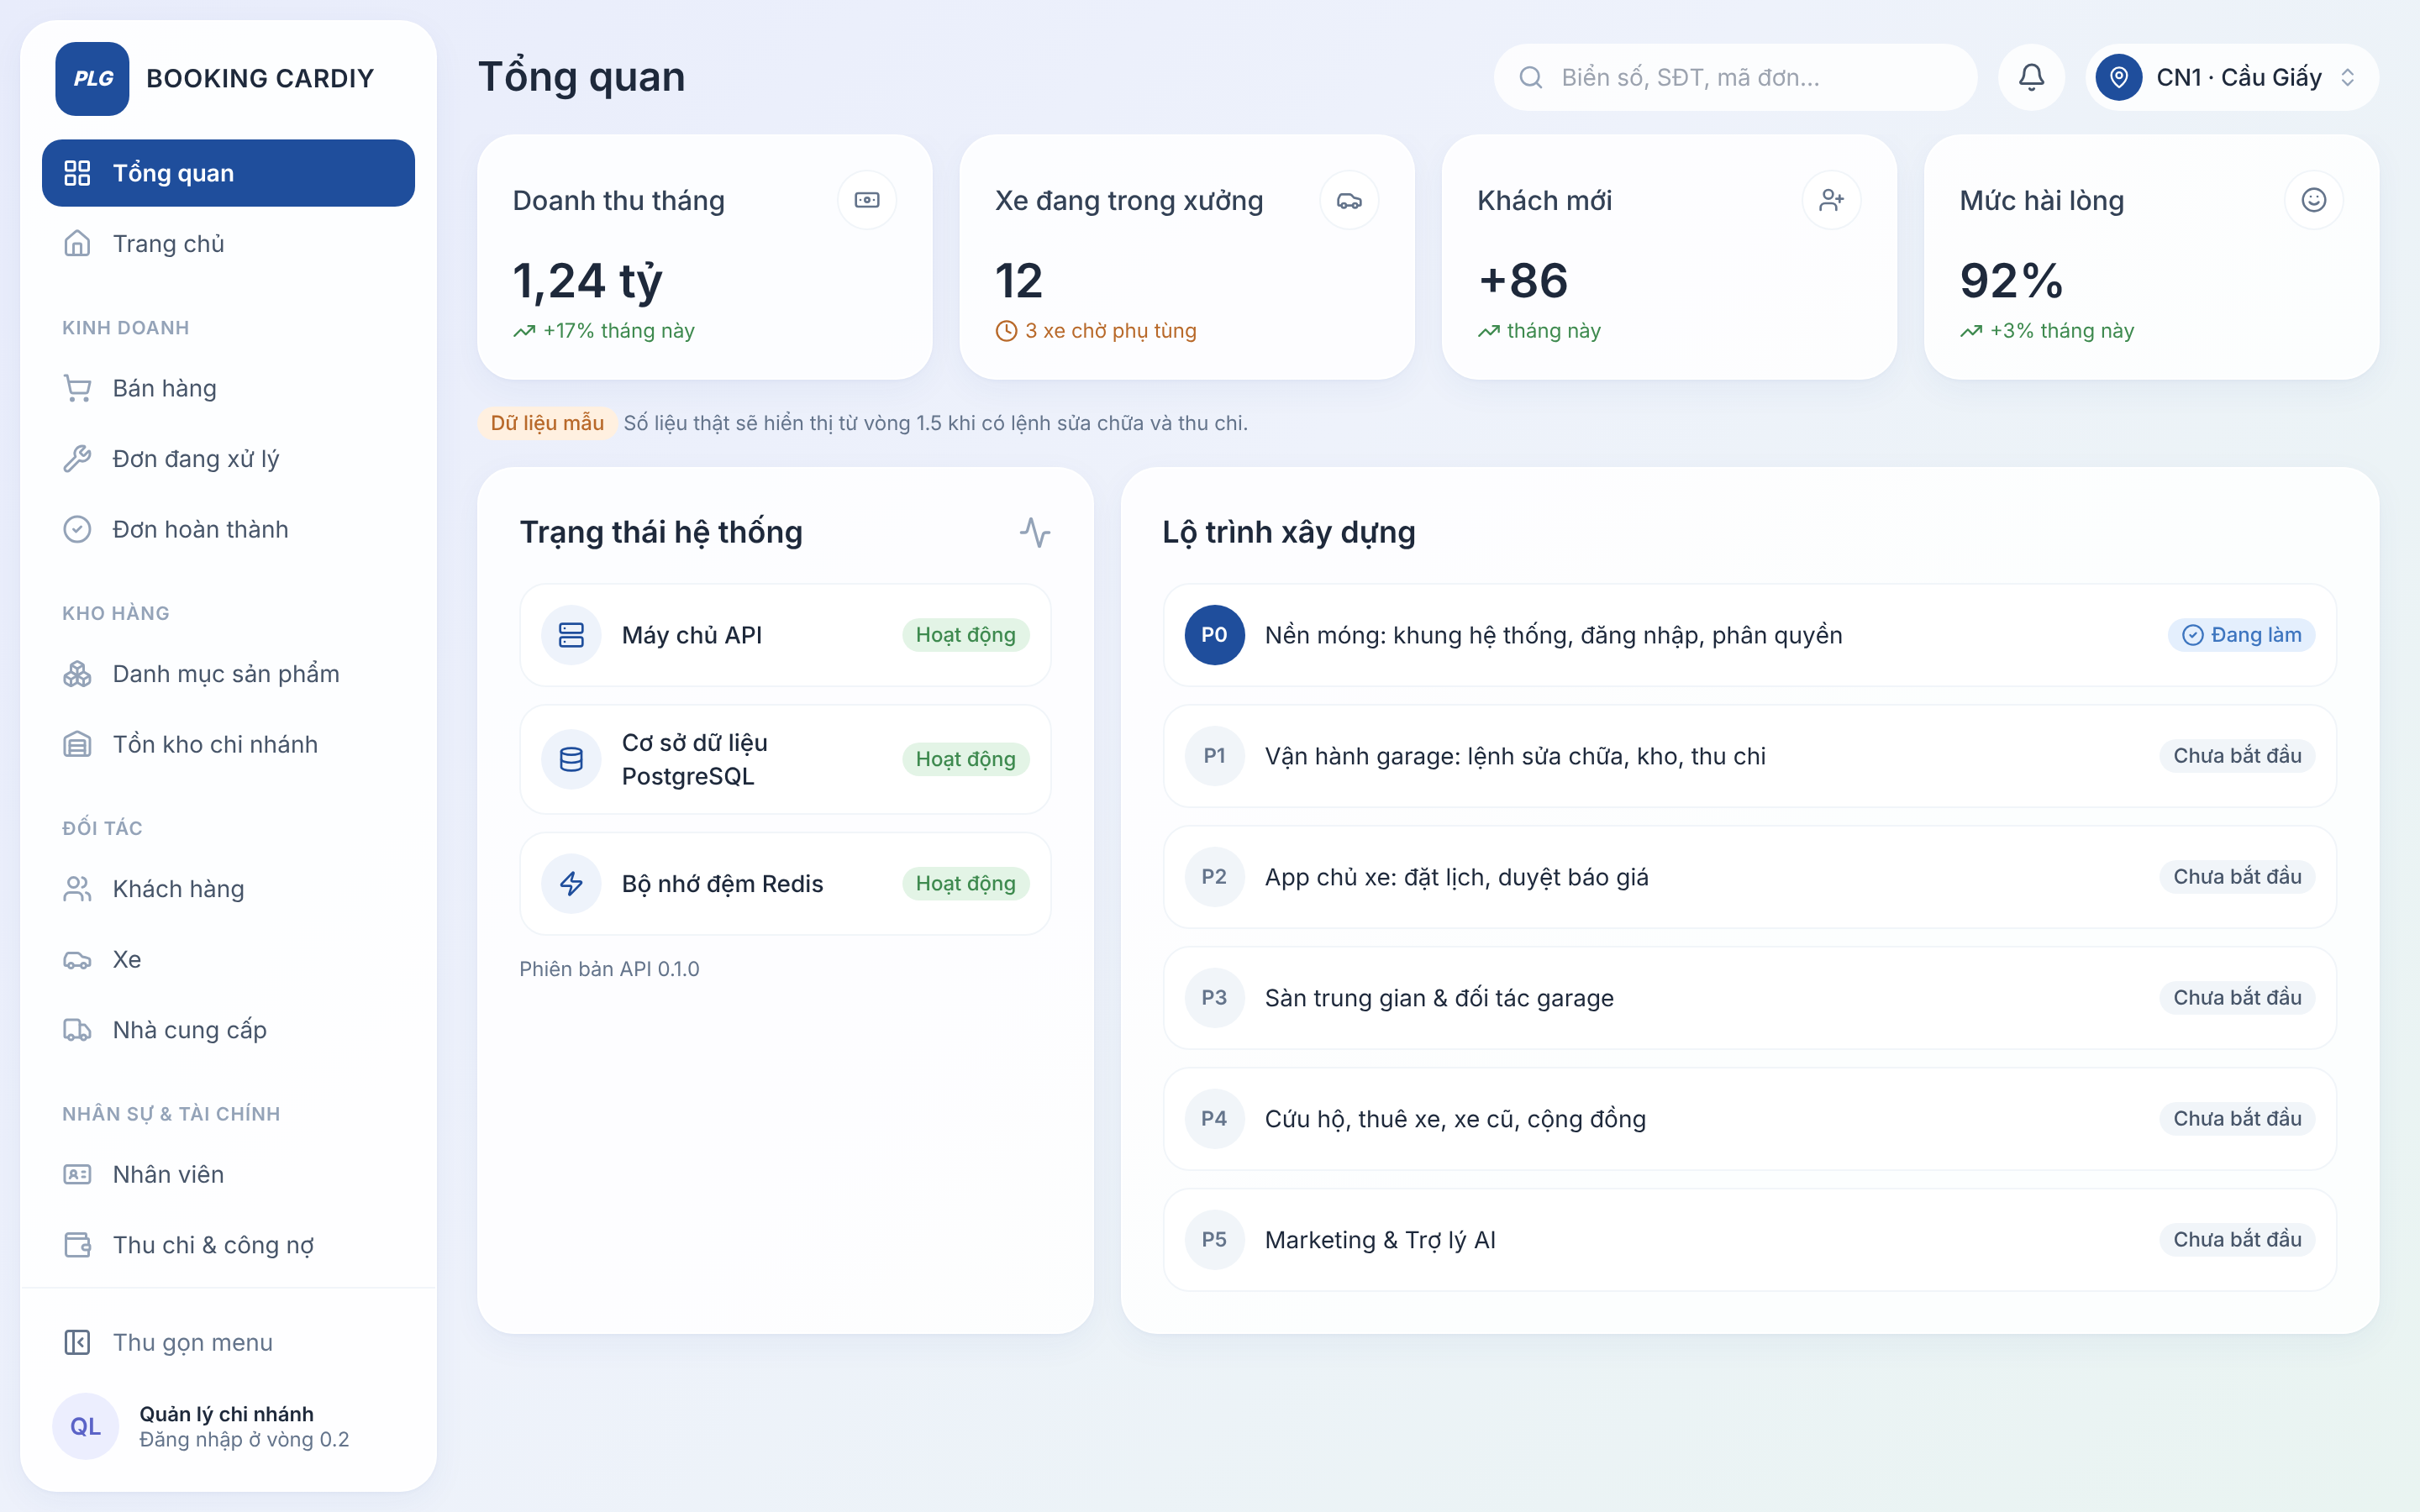 PLG
BOOKING CARDIY
Tổng quan
Trang chủ
KINH DOANH
Bán hàng
Đơn đang xử lý
Đơn hoàn thành
KHO HÀNG
Danh mục sản phẩm
Tồn kho chi nhánh
ĐỐI TÁC
Khách hàng
Xe
Nhà cung cấp
NHÂN SỰ & TÀI CHÍNH
Nhân viên
Thu chi & công nợ
Thu gọn menu
QL
Quản lý chi nhánh
Đăng nhập ở vòng 0.2
Tổng quan
Biển số, SĐT, mã đơn...
CN1 · Cầu Giấy
Doanh thu tháng
1,24 tỷ
+17% tháng này
Xe đang trong xưởng
12
3 xe chờ phụ tùng
Khách mới
+86
tháng này
Mức hài lòng
92%
+3% tháng này
Dữ liệu mẫu Số liệu thật sẽ hiển thị từ vòng 1.5 khi có lệnh sửa chữa và thu chi.
Trạng thái hệ thống
Máy chủ API
Hoạt động
Cơ sở dữ liệu
PostgreSQL
Hoạt động
Bộ nhớ đệm Redis
Hoạt động
Phiên bản API 0.1.0
Lộ trình xây dựng
P0 Nền móng: khung hệ thống, đăng nhập, phân quyền Đang làm
P1 Vận hành garage: lệnh sửa chữa, kho, thu chi Chưa bắt đầu
P2 App chủ xe: đặt lịch, duyệt báo giá Chưa bắt đầu
P3 Sàn trung gian & đối tác garage Chưa bắt đầu
P4 Cứu hộ, thuê xe, xe cũ, cộng đồng Chưa bắt đầu
P5 Marketing & Trợ lý AI Chưa bắt đầu